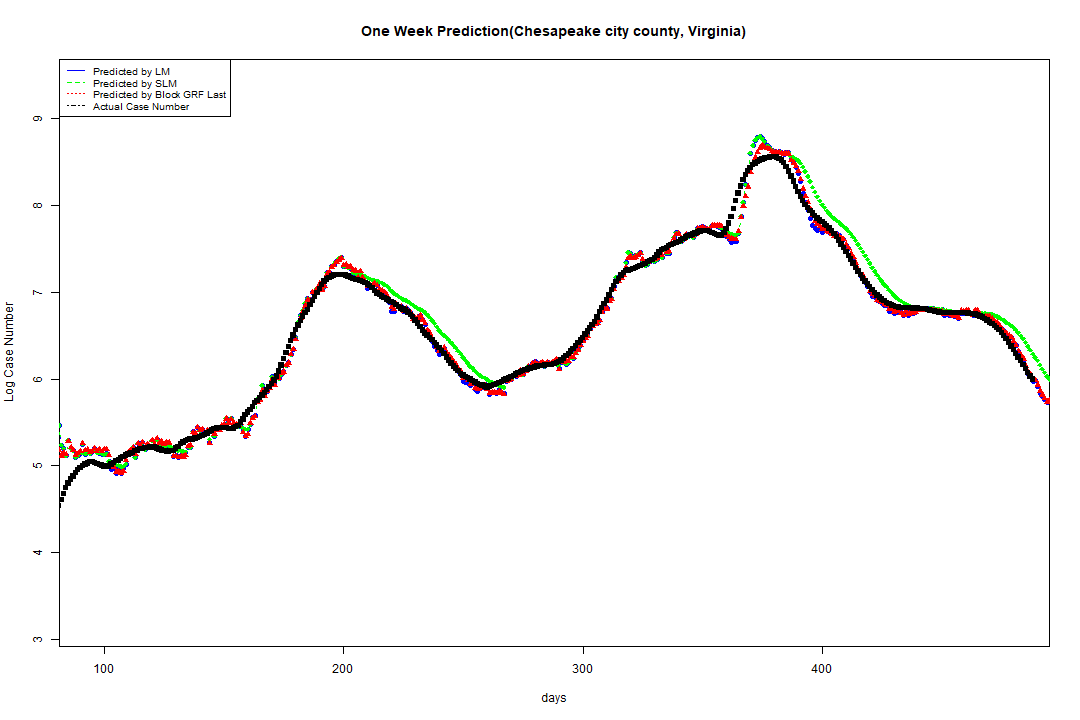 One Week Prediction(Chesapeake city county, Virginia)
Predicted by LM
Predicted by SLM
Predicted by Block GRF Last
Actual Case Number
Log Case Number
9
8
7
6
5
4
3
100 200 300 400
days